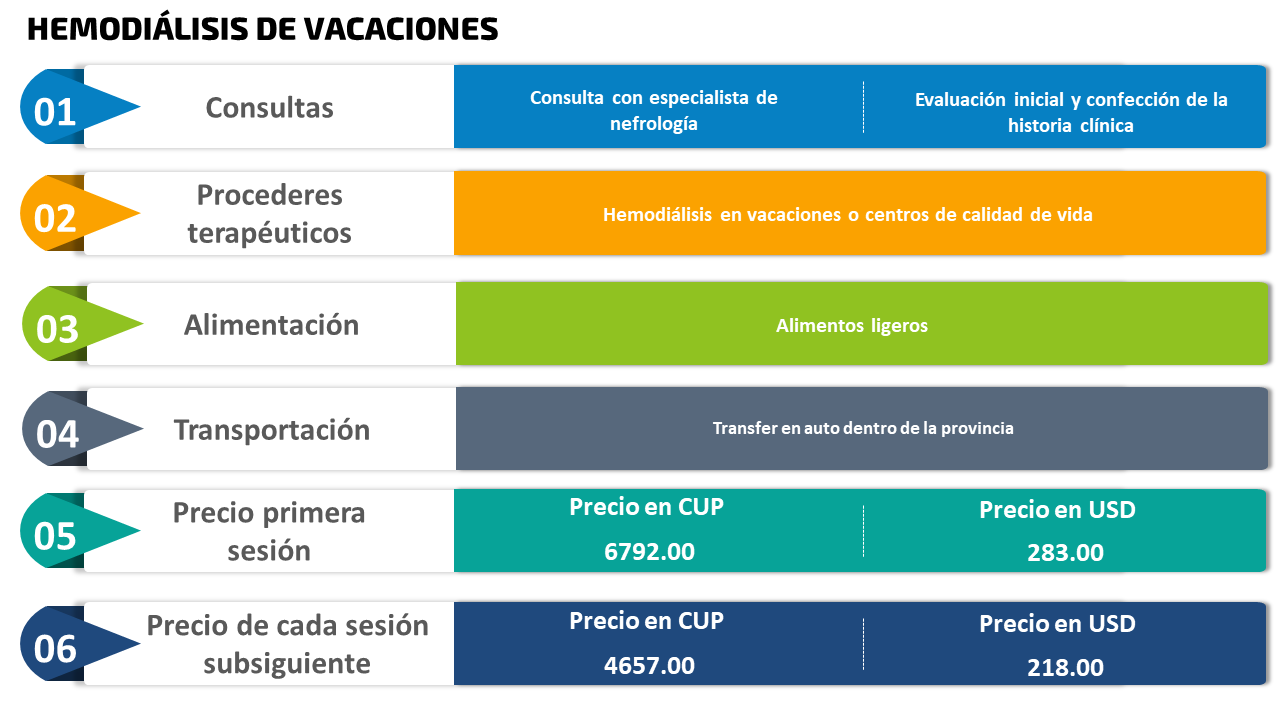 HEMODIÁLISIS DE VACACIONES
01
Consultas
Consulta con especialista de
nefrología
Evaluación inicial y confección de la
historia clínica
02
Procederes
terapéuticos
Hemodiálisis en vacaciones o centros de calidad de vida
03
Alimentación
Alimentos ligeros
04
Transportación
Transfer en auto dentro de la provincia
05
Precio primera
sesión
Precio en CUP
6792.00
Precio en USD
283.00
06
Precio de cada sesión
subsiguiente
Precio en CUP
4657.00
Precio en USD
218.00